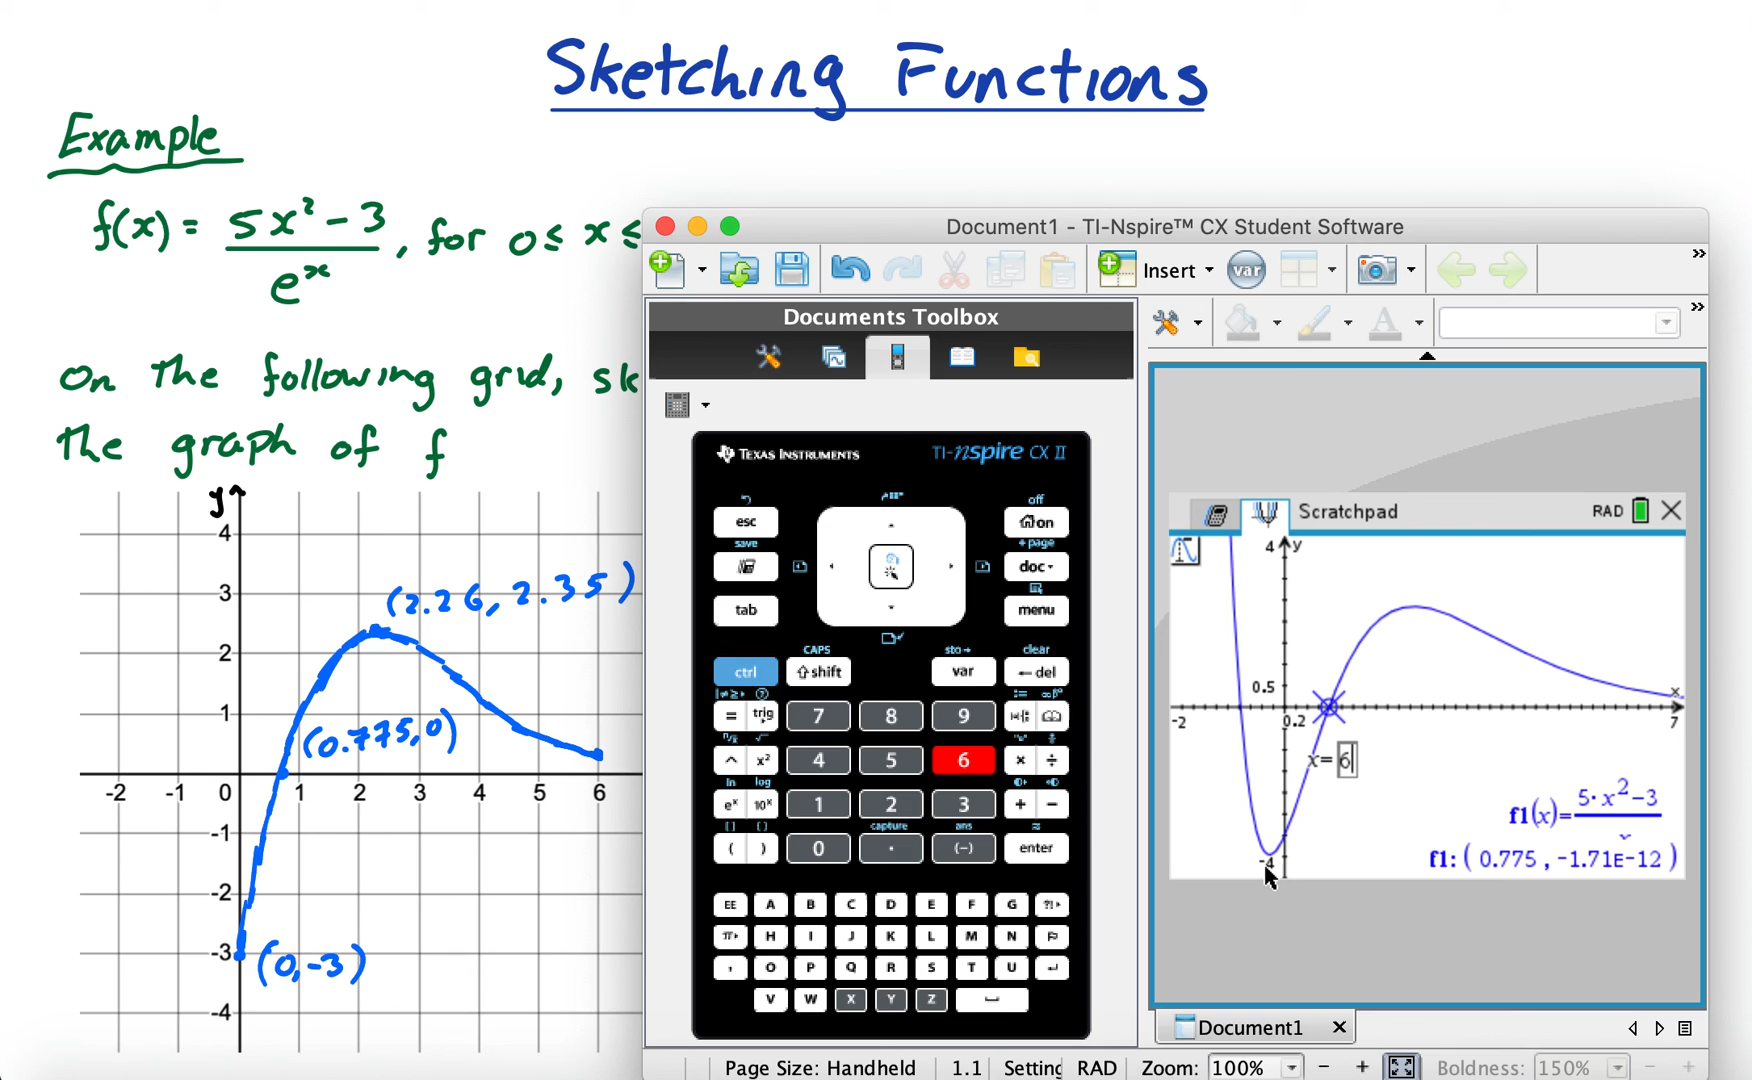 Sketching Functions
Example
f(x) = 5x² - 3 / eˣ , for 0 ≤ x ≤
On the following grid, sk
the graph of f
y
4
3
2
1
-2 -1 0 1 2 3 4 5 6
-1
-2
-3
-4
(2.26, 2.35)
(0.775, 0)
(0, -3)
Document1 - TI-Nspire™ CX Student Software
Insert
var
»
Documents Toolbox
A
»
TEXAS INSTRUMENTS
TI-nspire CX II
off
esc
on
save
+ page
doc
tab
menu
CAPS
sto→
clear
ctrl
⇧shift
var
←del
= trig 7 8 9
^ x² 4 5 6 × ÷
ln log
eˣ 10ˣ 1 2 3 + −
[] {} capture ans ≈
( ) 0 . (−) enter
EE A B C D E F G ?!▸
π▸ H I J K L M N
, O P Q R S T U ↵
V W X Y Z
Scratchpad
RAD
4 y
0.5
x
-2
0.2
7
x= 6
-4
f1(x)=5·x²−3
f1: ( 0.775 , -1.71E-12 )
Document1
Page Size: Handheld 1.1 Setting RAD Zoom: 100% − + Boldness: 150% − +